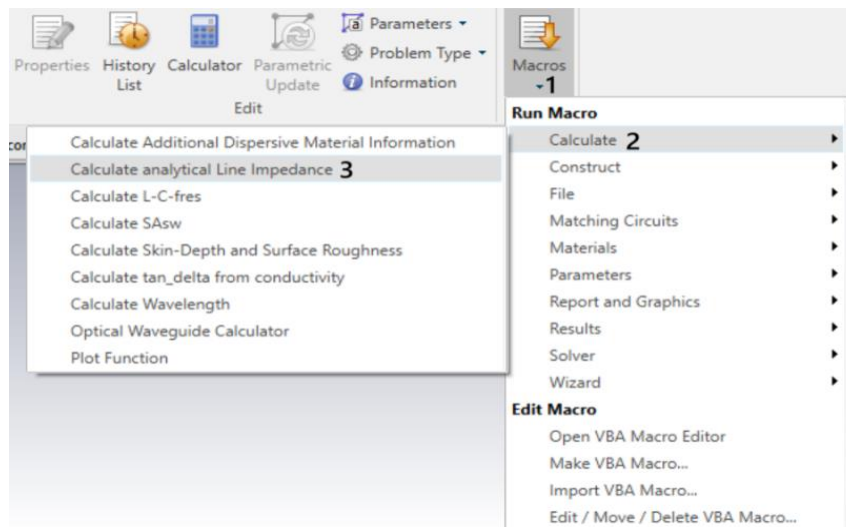 Properties
History List
Calculator
Parametric Update
Parameters
Problem Type
Information
Edit
Macros
1
Run Macro
Calculate 2
Construct
File
Matching Circuits
Materials
Parameters
Report and Graphics
Results
Solver
Wizard
Edit Macro
Open VBA Macro Editor
Make VBA Macro...
Import VBA Macro...
Edit / Move / Delete VBA Macro...
Calculate Additional Dispersive Material Information
Calculate analytical Line Impedance 3
Calculate L-C-fres
Calculate SAsw
Calculate Skin-Depth and Surface Roughness
Calculate tan_delta from conductivity
Calculate Wavelength
Optical Waveguide Calculator
Plot Function